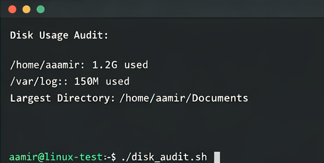 Disk Usage Audit:
/home/aamir: 1.2G used
/var/log:: 150M used
Largest Directory: /home/aamir/Documents
aamir@linux-test:~$ ./disk_audit.sh